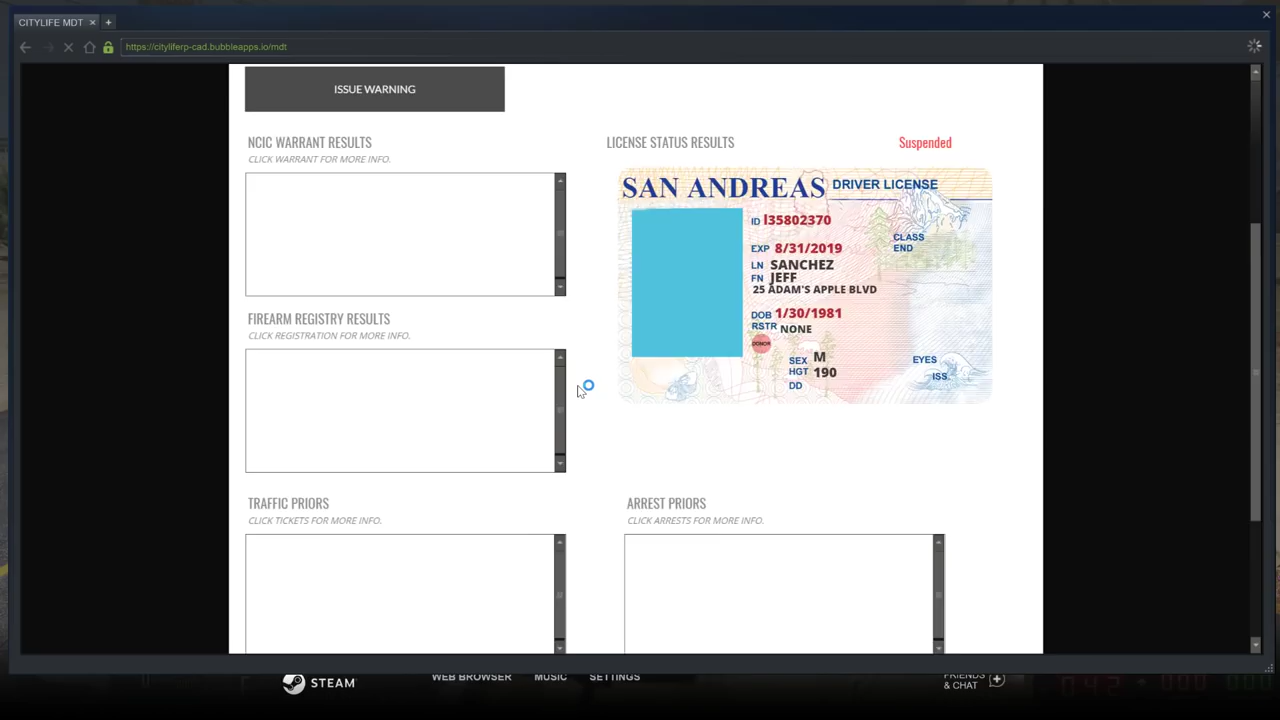 CITYLIFE MDT
https://cityliferp-cad.bubbleapps.io/mdt
ISSUE WARNING
NCIC WARRANT RESULTS
CLICK WARRANT FOR MORE INFO.
LICENSE STATUS RESULTS
Suspended
SAN ANDREAS DRIVER LICENSE
ID I35802370
CLASS
END
EXP 8/31/2019
LN SANCHEZ
FN JEFF
25 ADAM'S APPLE BLVD
DOB 1/30/1981
RSTR NONE
DONOR
SEX M
HGT 190
DD
EYES
ISS.
FIREARM REGISTRY RESULTS
CLICK REGISTRATION FOR MORE INFO.
TRAFFIC PRIORS
CLICK TICKETS FOR MORE INFO.
ARREST PRIORS
CLICK ARRESTS FOR MORE INFO.
STEAM
WEB BROWSER
MUSIC
SETTINGS
FRIENDS
& CHAT